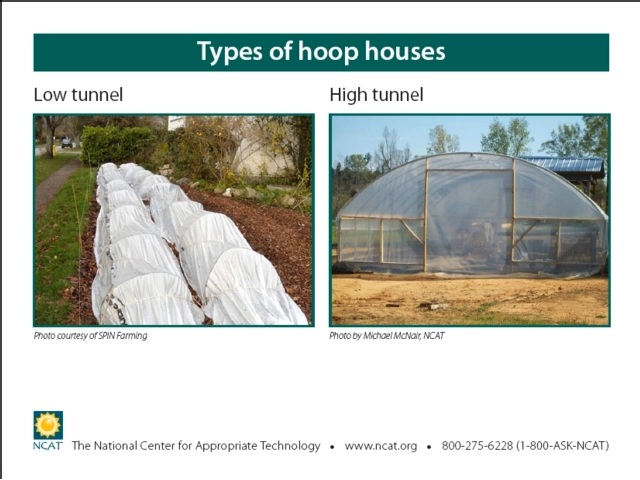 Types of hoop houses
Low tunnel
High tunnel
Photo courtesy of SPIN Farming
Photo by Michael McNair, NCAT
NCAT
The National Center for Appropriate Technology • www.ncat.org • 800-275-6228 (1-800-ASK-NCAT)